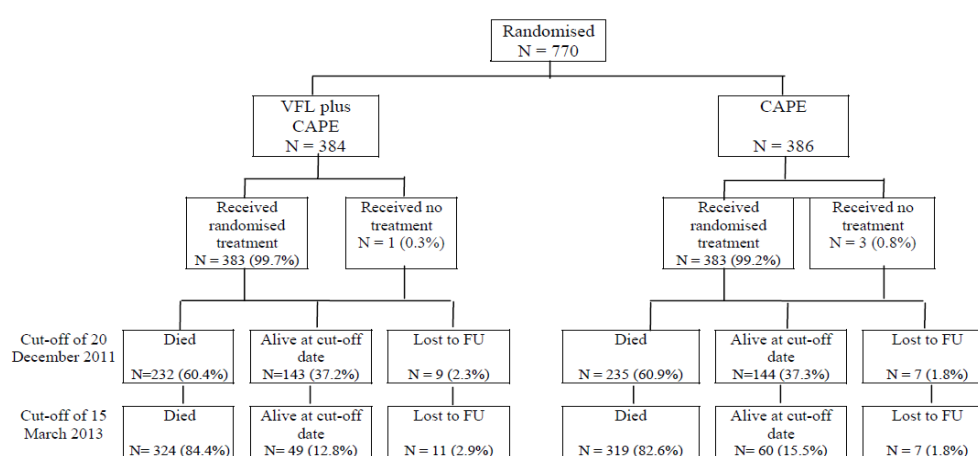 Randomised
N = 770
VFL plus
CAPE
N = 384
CAPE
N = 386
Received
randomised
treatment
N = 383 (99.7%)
Received no
treatment
N = 1 (0.3%)
Received
randomised
treatment
N = 383 (99.2%)
Received no
treatment
N = 3 (0.8%)
Cut-off of 20
December 2011
Died
N=232 (60.4%)
Alive at cut-off
date
N=143 (37.2%)
Lost to FU
N = 9 (2.3%)
Died
N = 235 (60.9%)
Alive at cut-off
date
N=144 (37.3%)
Lost to FU
N = 7 (1.8%)
Cut-off of 15
March 2013
Died
N= 324 (84.4%)
Alive at cut-off
date
N= 49 (12.8%)
Lost to FU
N = 11 (2.9%)
Died
N = 319 (82.6%)
Alive at cut-off
date
N= 60 (15.5%)
Lost to FU
N = 7 (1.8%)